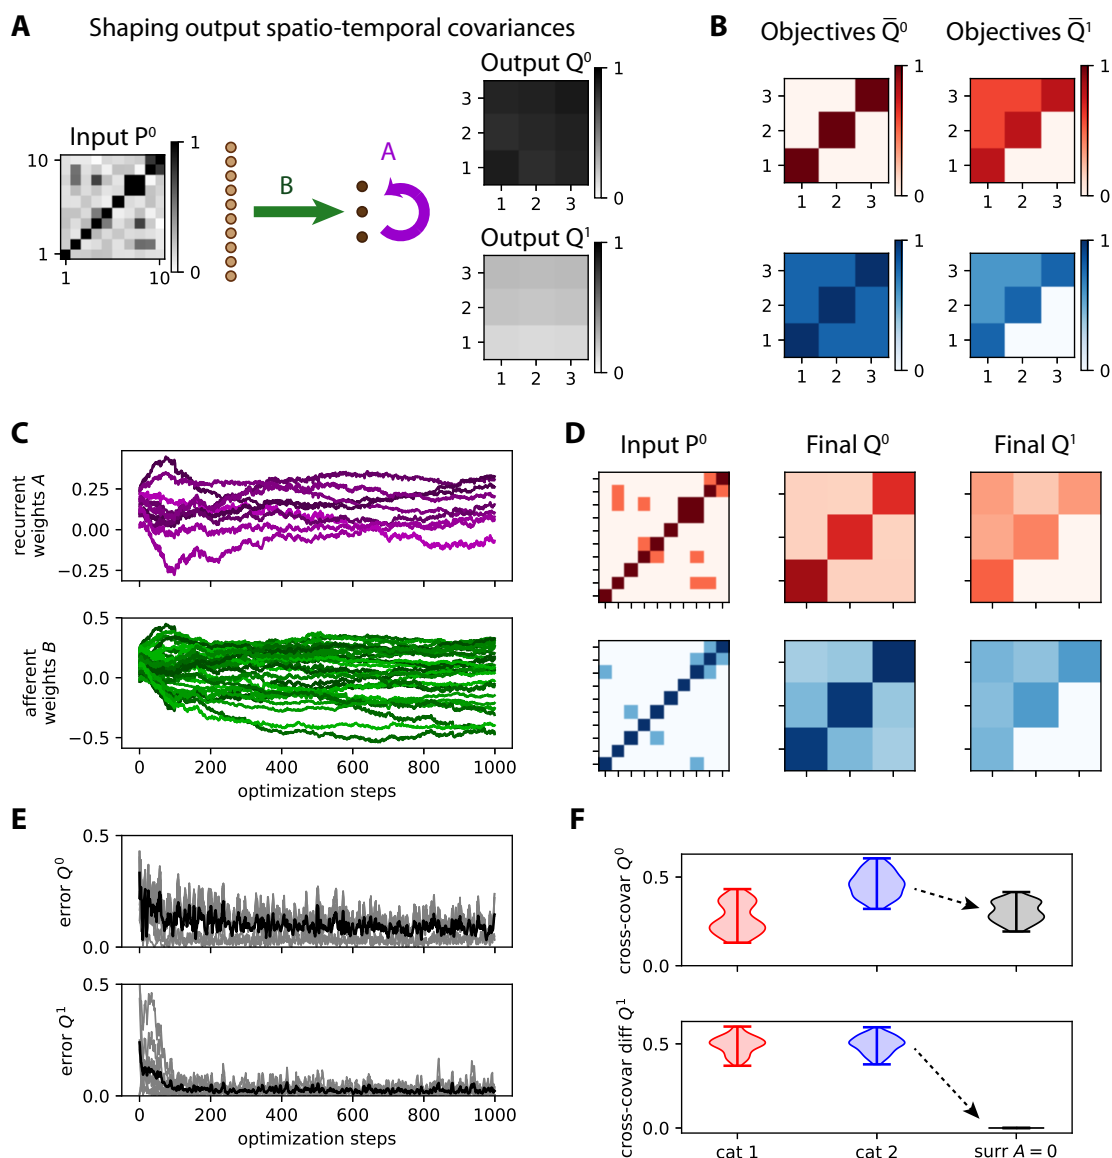 A
Shaping output spatio-temporal covariances
Input P⁰
10
1
1
10
1
0
B
A
Output Q⁰
3
2
1
1
2
3
1
0
Output Q¹
3
2
1
1
2
3
1
0
B
Objectives Q̅⁰
3
2
1
1
2
3
1
0
Objectives Q̅¹
3
2
1
1
2
3
1
0
3
2
1
1
2
3
1
0
3
2
1
1
2
3
1
0
C
recurrent
weights A
0.25
0.00
−0.25
afferent
weights B
0.5
0.0
−0.5
0
200
400
600
800
1000
optimization steps
D
Input P⁰
Final Q⁰
Final Q¹
E
error Q⁰
0.5
0.0
0.0
error Q¹
0.5
0.0
0
200
400
600
800
1000
optimization steps
F
cross-covar Q⁰
0.5
0.0
cross-covar diff Q¹
0.5
0.0
cat 1
cat 2
surr A = 0